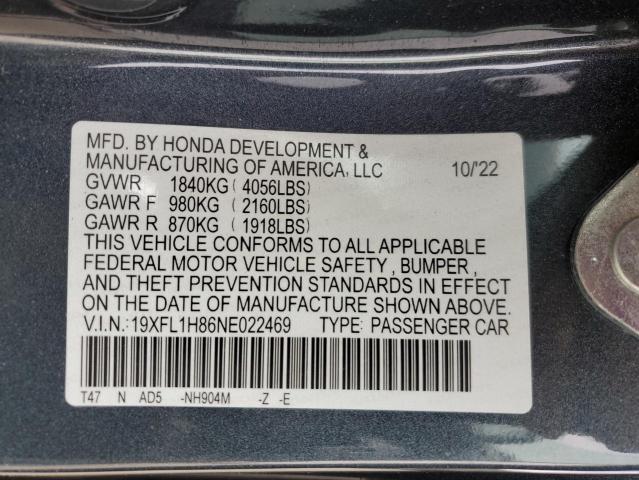 MFD. BY HONDA DEVELOPMENT &
MANUFACTURING OF AMERICA, LLC 10/'22
GVWR 1840KG ( 4056LBS)
GAWR F 980KG ( 2160LBS)
GAWR R 870KG ( 1918LBS)
THIS VEHICLE CONFORMS TO ALL APPLICABLE
FEDERAL MOTOR VEHICLE SAFETY , BUMPER ,
AND THEFT PREVENTION STANDARDS IN EFFECT
ON THE DATE OF MANUFACTURE SHOWN ABOVE.
V.I.N.:19XFL1H86NE022469 TYPE: PASSENGER CAR
T47 N AD5 -NH904M -Z -E